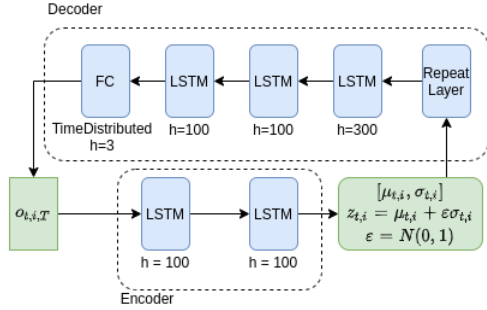 Decoder
FC
LSTM
LSTM
LSTM
Repeat
Layer
TimeDistributed
h=3
h=100
h=100
h=300
o_{t,i,T}
LSTM
LSTM
[μ_{t,i}, σ_{t,i}]
z_{t,i} = μ_{t,i} + εσ_{t,i}
ε = N(0, 1)
h = 100
h = 100
Encoder